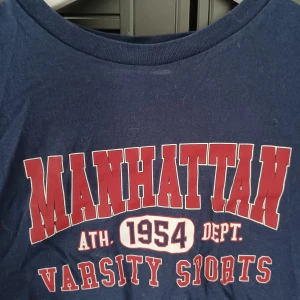 MANHATTAN
ATH. 1954 DEPT.
VARSITY SPORTS